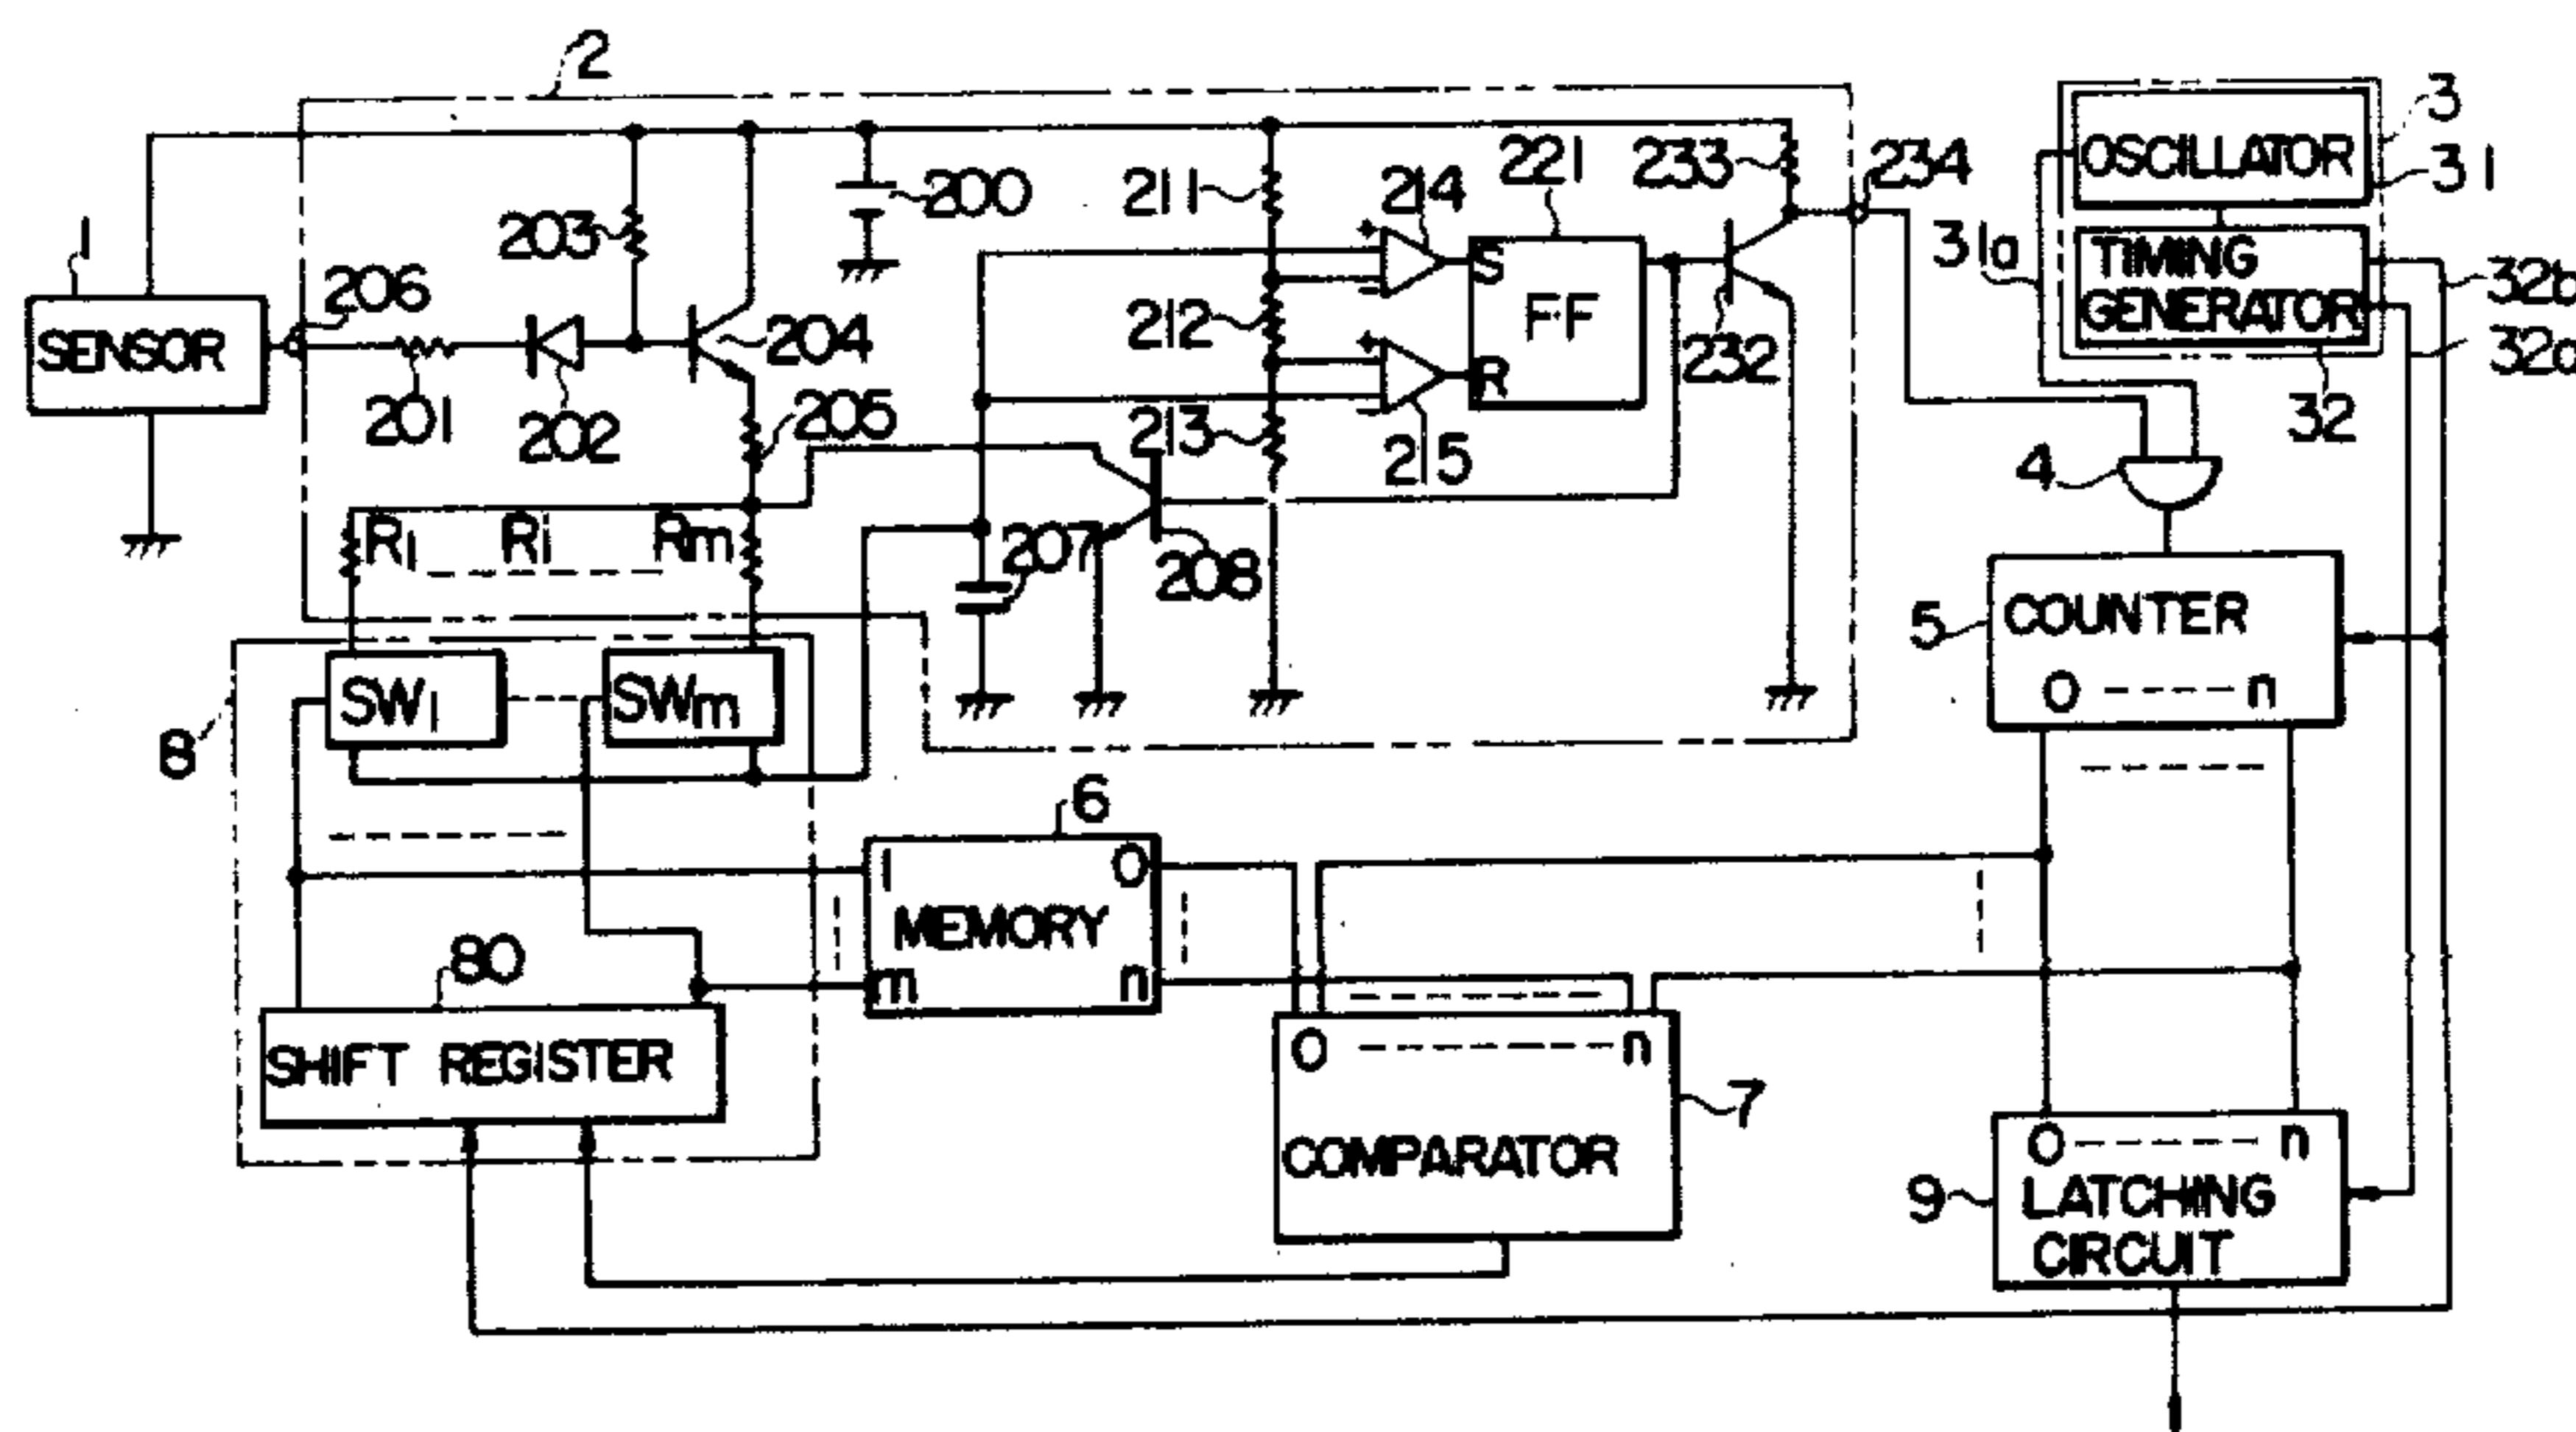 2
3
OSCILLATOR
31
200
211
214
221
233
234
203
31a
TIMING
GENERATOR
32b
1
206
SENSOR
212
S
FF
204
232
32a
201
202
205
213
R
215
32
4
R1 Ri Rm
207
208
5
COUNTER
0 n
SW1
SWm
8
6
1 0
MEMORY
m n
80
SHIFT REGISTER
0 n
7
COMPARATOR
0 n
9
LATCHING
CIRCUIT